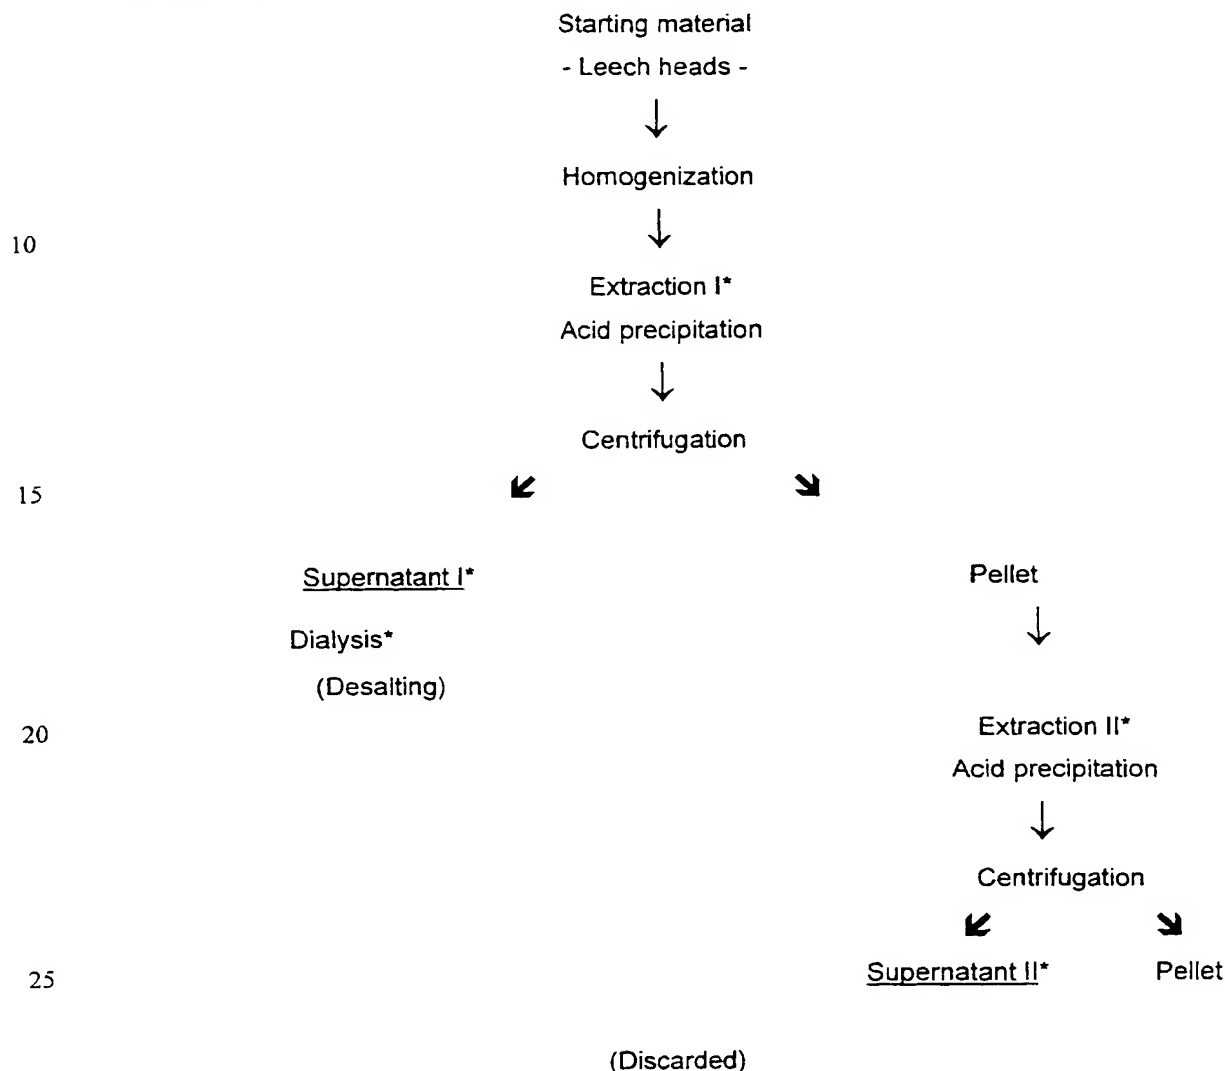 Starting material
- Leech heads -
↓
Homogenization
↓
10
Extraction I*
Acid precipitation
↓
Centrifugation
15 ↙ ↘
Supernatant I* Pellet
↓
Dialysis*
(Desalting)
20 Extraction II*
Acid precipitation
↓
Centrifugation
↙ ↘
25 Supernatant II* Pellet
(Discarded)